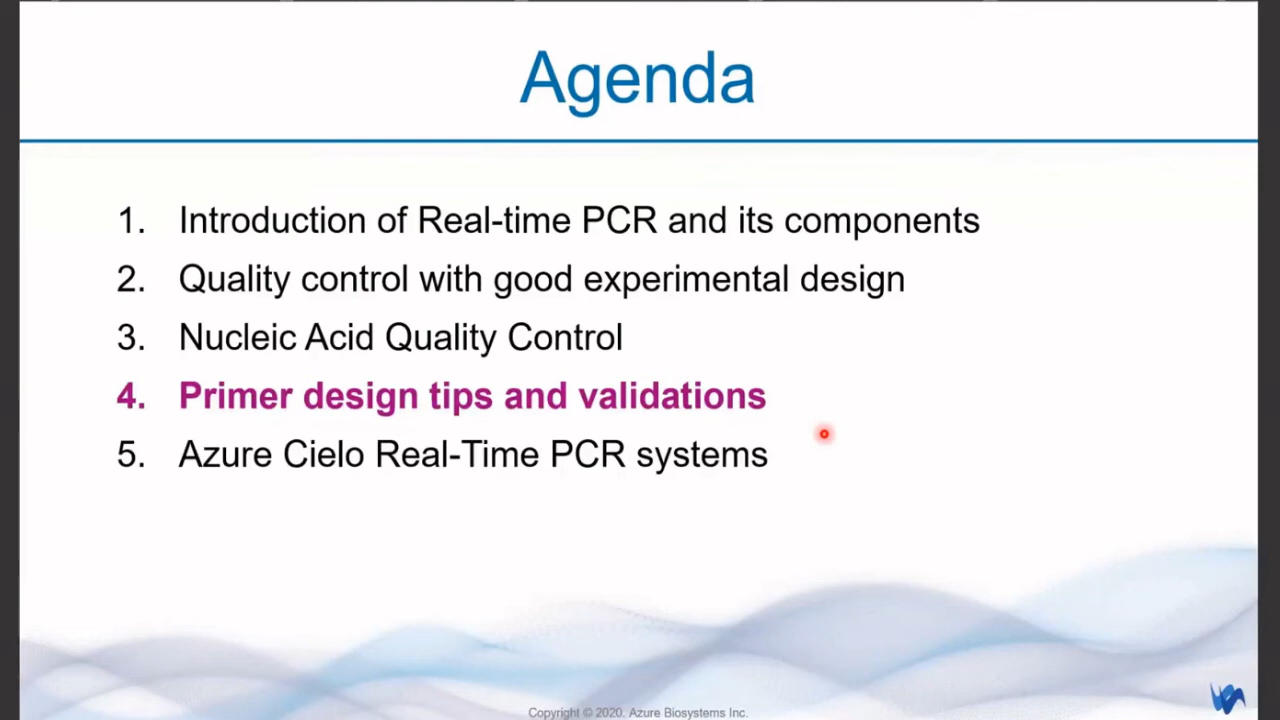 Agenda
1. Introduction of Real-time PCR and its components
2. Quality control with good experimental design
3. Nucleic Acid Quality Control
4. Primer design tips and validations
5. Azure Cielo Real-Time PCR systems
Copyright © 2020. Azure Biosystems Inc.